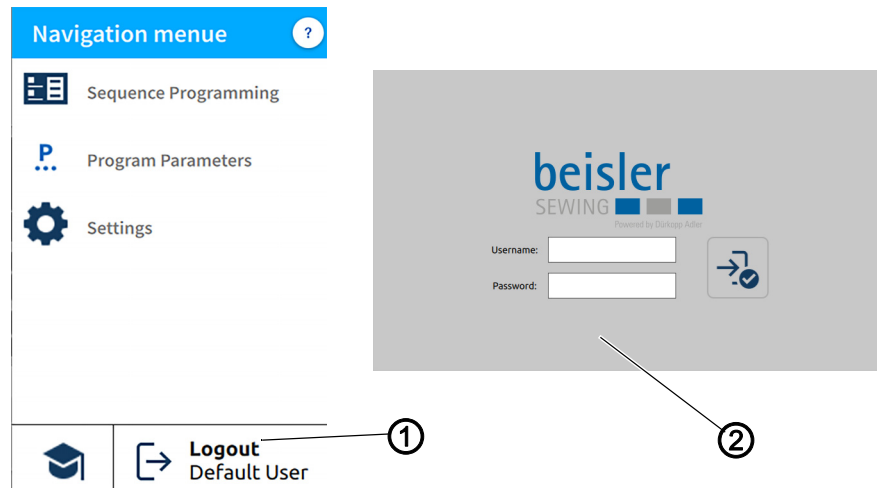 Navigation menue
?
Sequence Programming
P
Program Parameters
Settings
Logout
Default User
1
beisler
SEWING
Powered by Dürkopp Adler
Username:
Password:
2